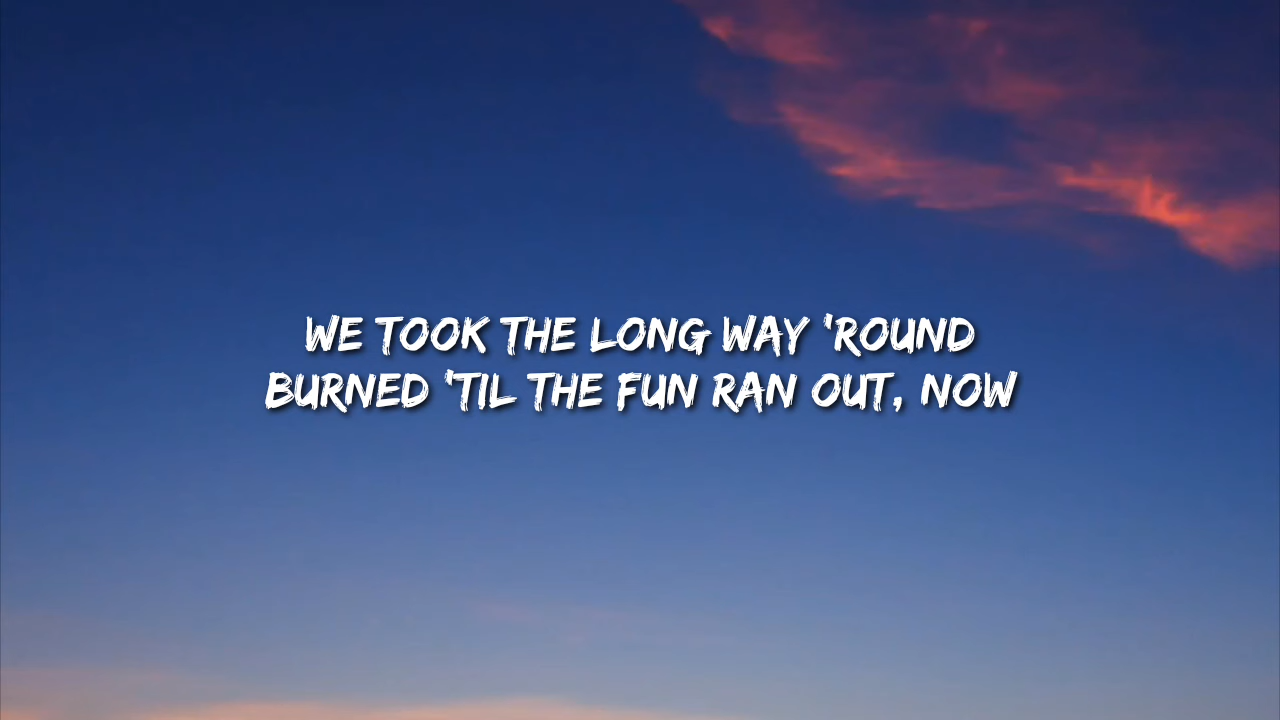 WE TOOK THE LONG WAY 'ROUND
BURNED 'TIL THE FUN RAN OUT, NOW